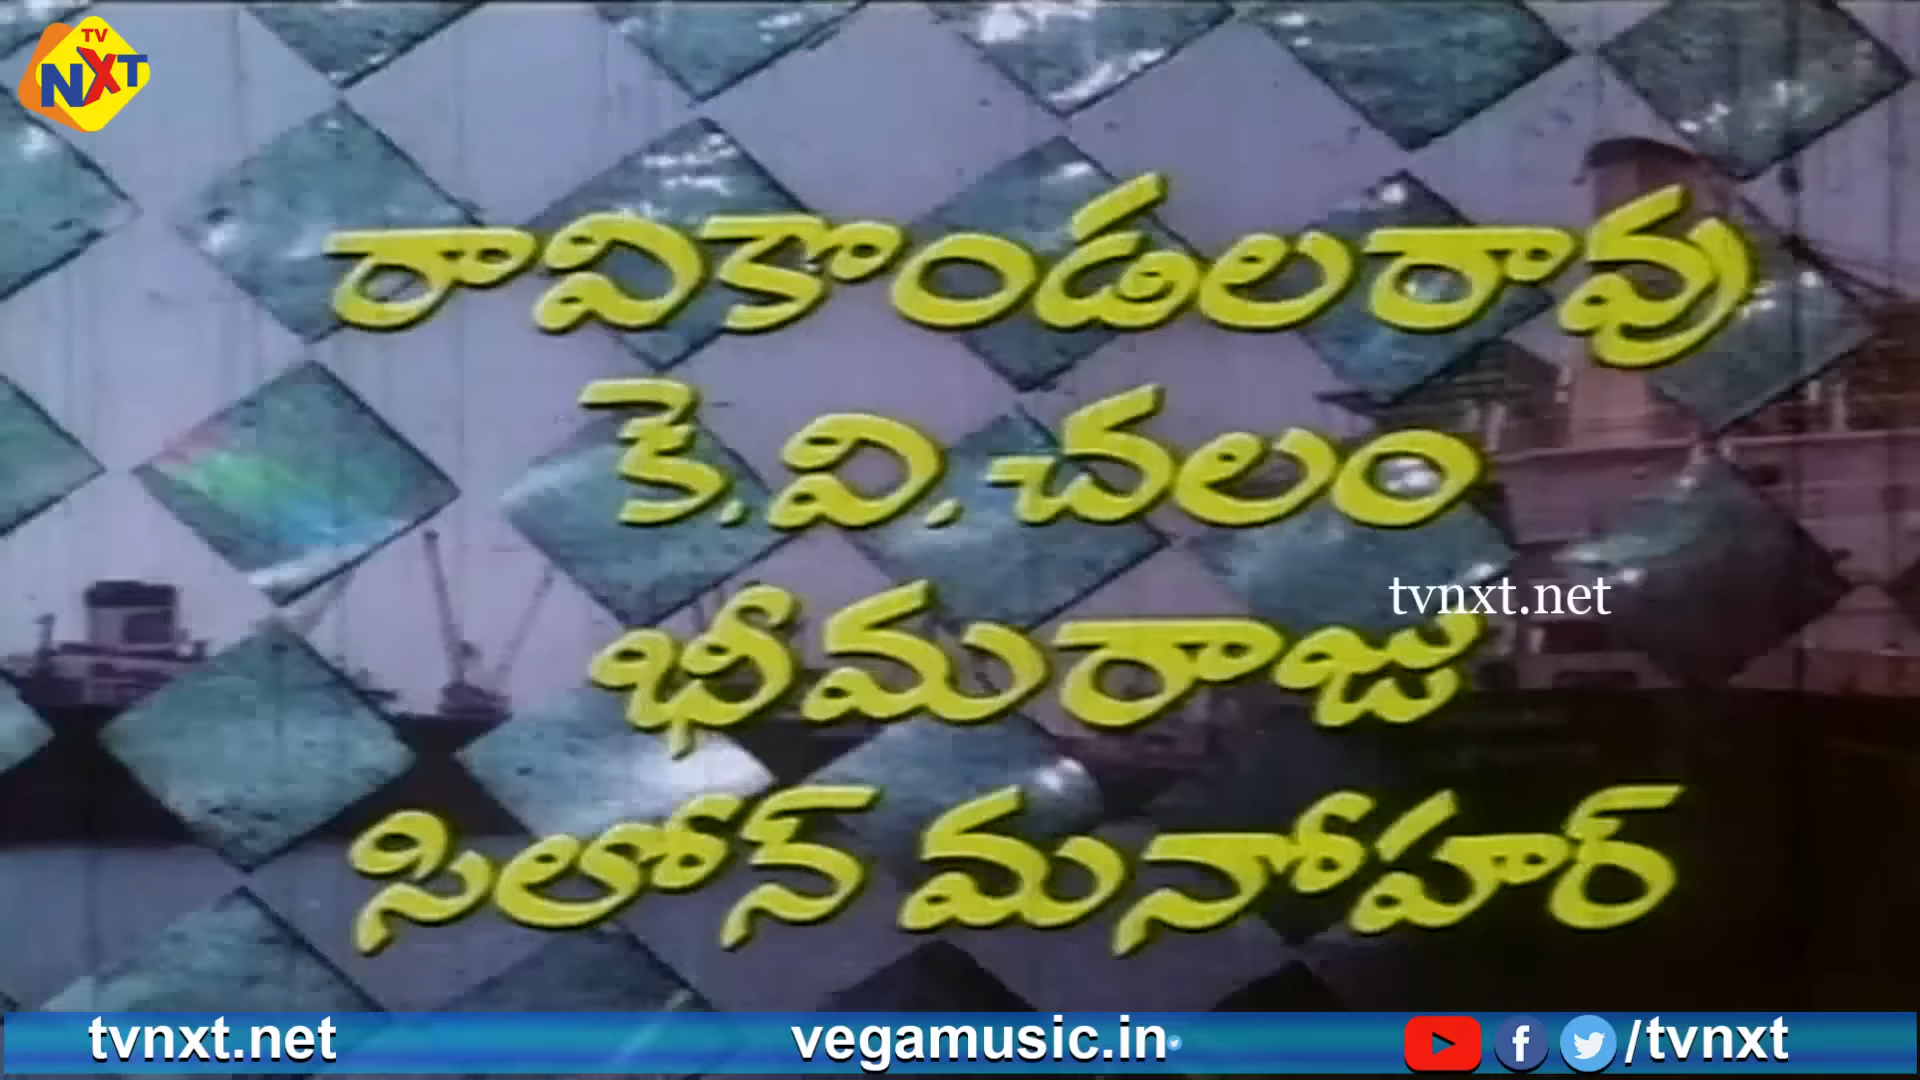 TV
NXT
రావికొండలరావు
కే.వి.చలం
tvnxt.net
భీమరాజు
సిలోన్ మనోహర్
tvnxt.net vegamusic.in /tvnxt